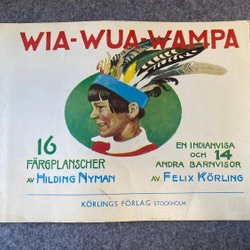 WIA-WUA-WAMPA
16
FÄRGPLANSCHER
AV HILDING NYMAN
EN INDIANVISA
OCH 14
ANDRA BARNVISOR
AV FELIX KÖRLING
KÖRLINGS FÖRLAG STOCKHOLM